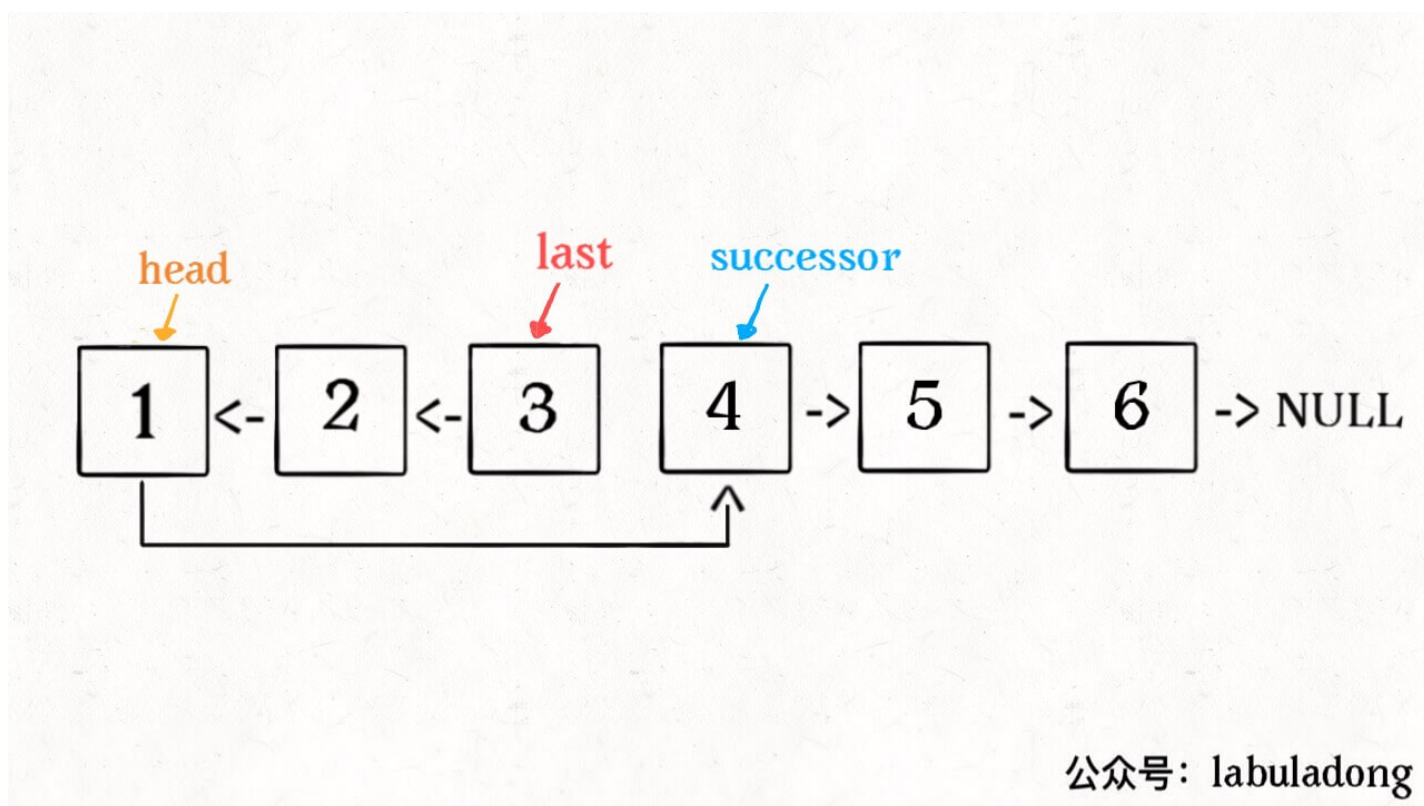 head last successor
1 <- 2 <- 3 4 -> 5 -> 6 -> NULL
公众号：labuladong